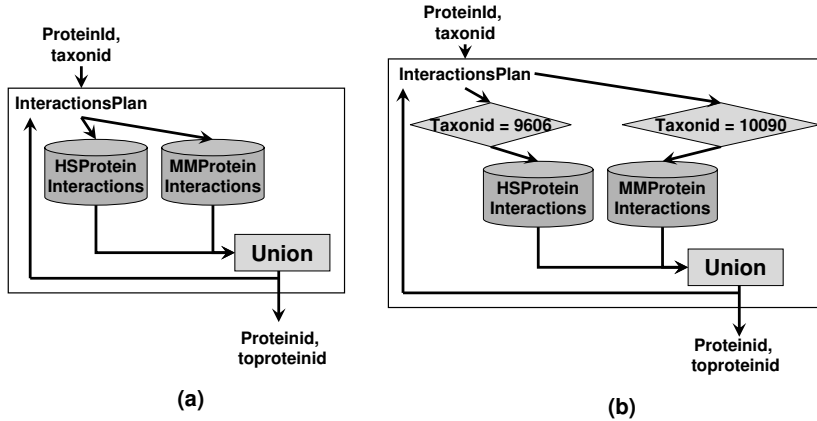 ProteinId,
taxonid
InteractionsPlan
HSProtein
Interactions
MMProtein
Interactions
Union
Proteinid,
toproteinid
(a)
ProteinId,
taxonid
InteractionsPlan
Taxonid = 9606
Taxonid = 10090
HSProtein
Interactions
MMProtein
Interactions
Union
Proteinid,
toproteinid
(b)